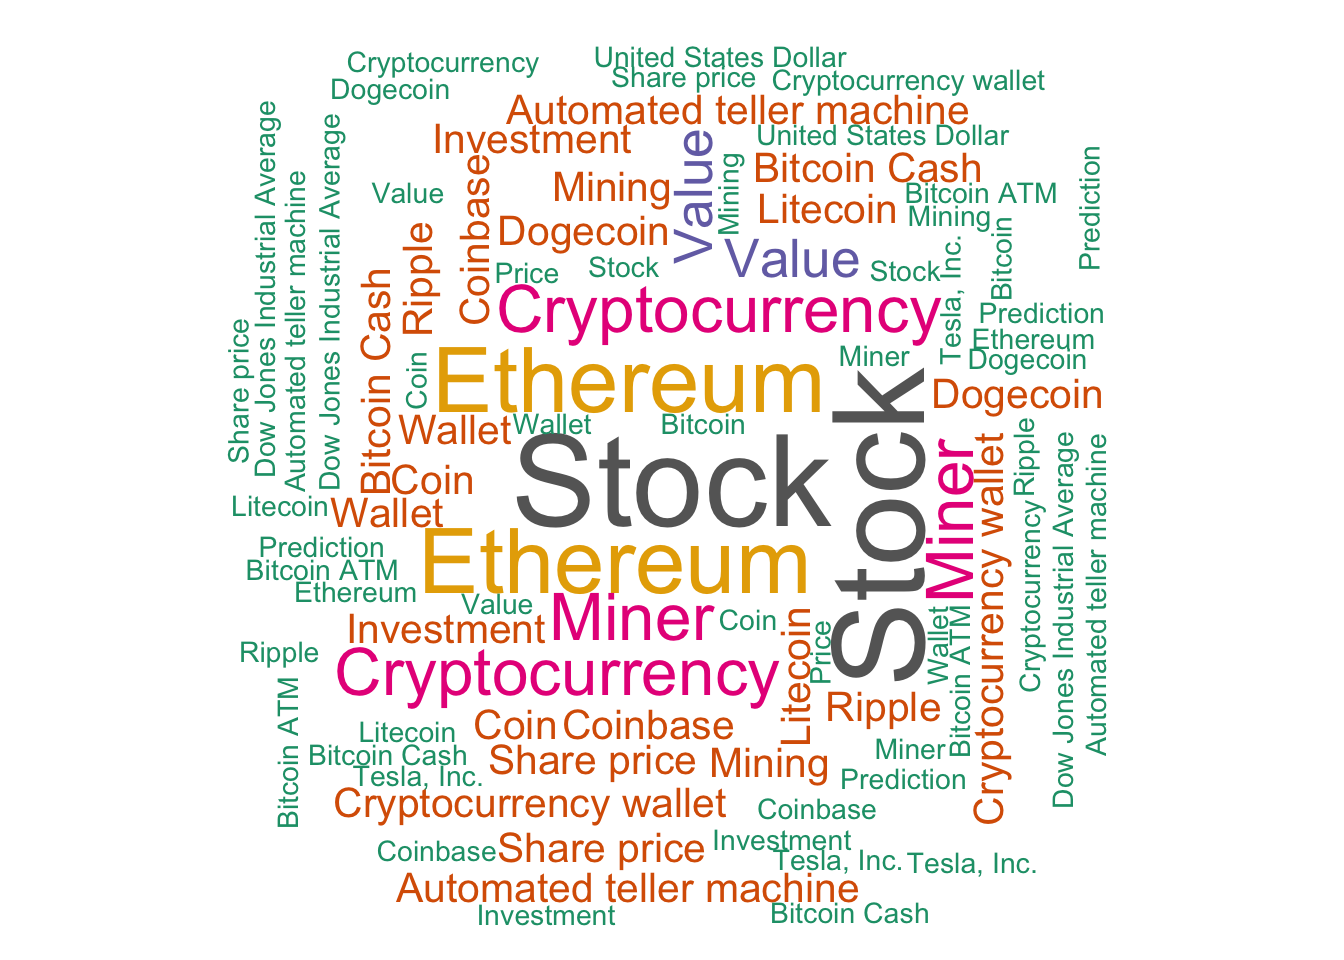 United States Dollar
Cryptocurrency
Share price
Cryptocurrency wallet
Dogecoin
Automated teller machine
Investment
United States Dollar
Value
Bitcoin Cash
Mining
Coinbase
Mining
Value
Bitcoin ATM
Prediction
Litecoin
Mining
Dow Jones Industrial Average
Automated teller machine
Dow Jones Industrial Average
Ripple
Dogecoin
Bitcoin
Value
Price
Stock
Stock
Tesla, Inc.
Cryptocurrency
Prediction
Ethereum
Share price
Bitcoin Cash
Coin
Ethereum
Miner
Dogecoin
Dogecoin
Wallet
Wallet
Bitcoin
Stock
Stock
Coin
Miner
Cryptocurrency wallet
Ripple
Cryptocurrency
Dow Jones Industrial Average
Automated teller machine
Litecoin
Wallet
Prediction
Ethereum
Bitcoin ATM
Ethereum
Value
Miner
Coin
Investment
Litecoin
Price
Wallet
Bitcoin ATM
Ripple
Cryptocurrency
Bitcoin ATM
Ripple
Litecoin
Coin
Coinbase
Bitcoin Cash
Share price
Mining
Miner
Tesla, Inc.
Prediction
Cryptocurrency wallet
Coinbase
Coinbase
Share price
Investment
Tesla, Inc.
Tesla, Inc.
Automated teller machine
Investment
Bitcoin Cash